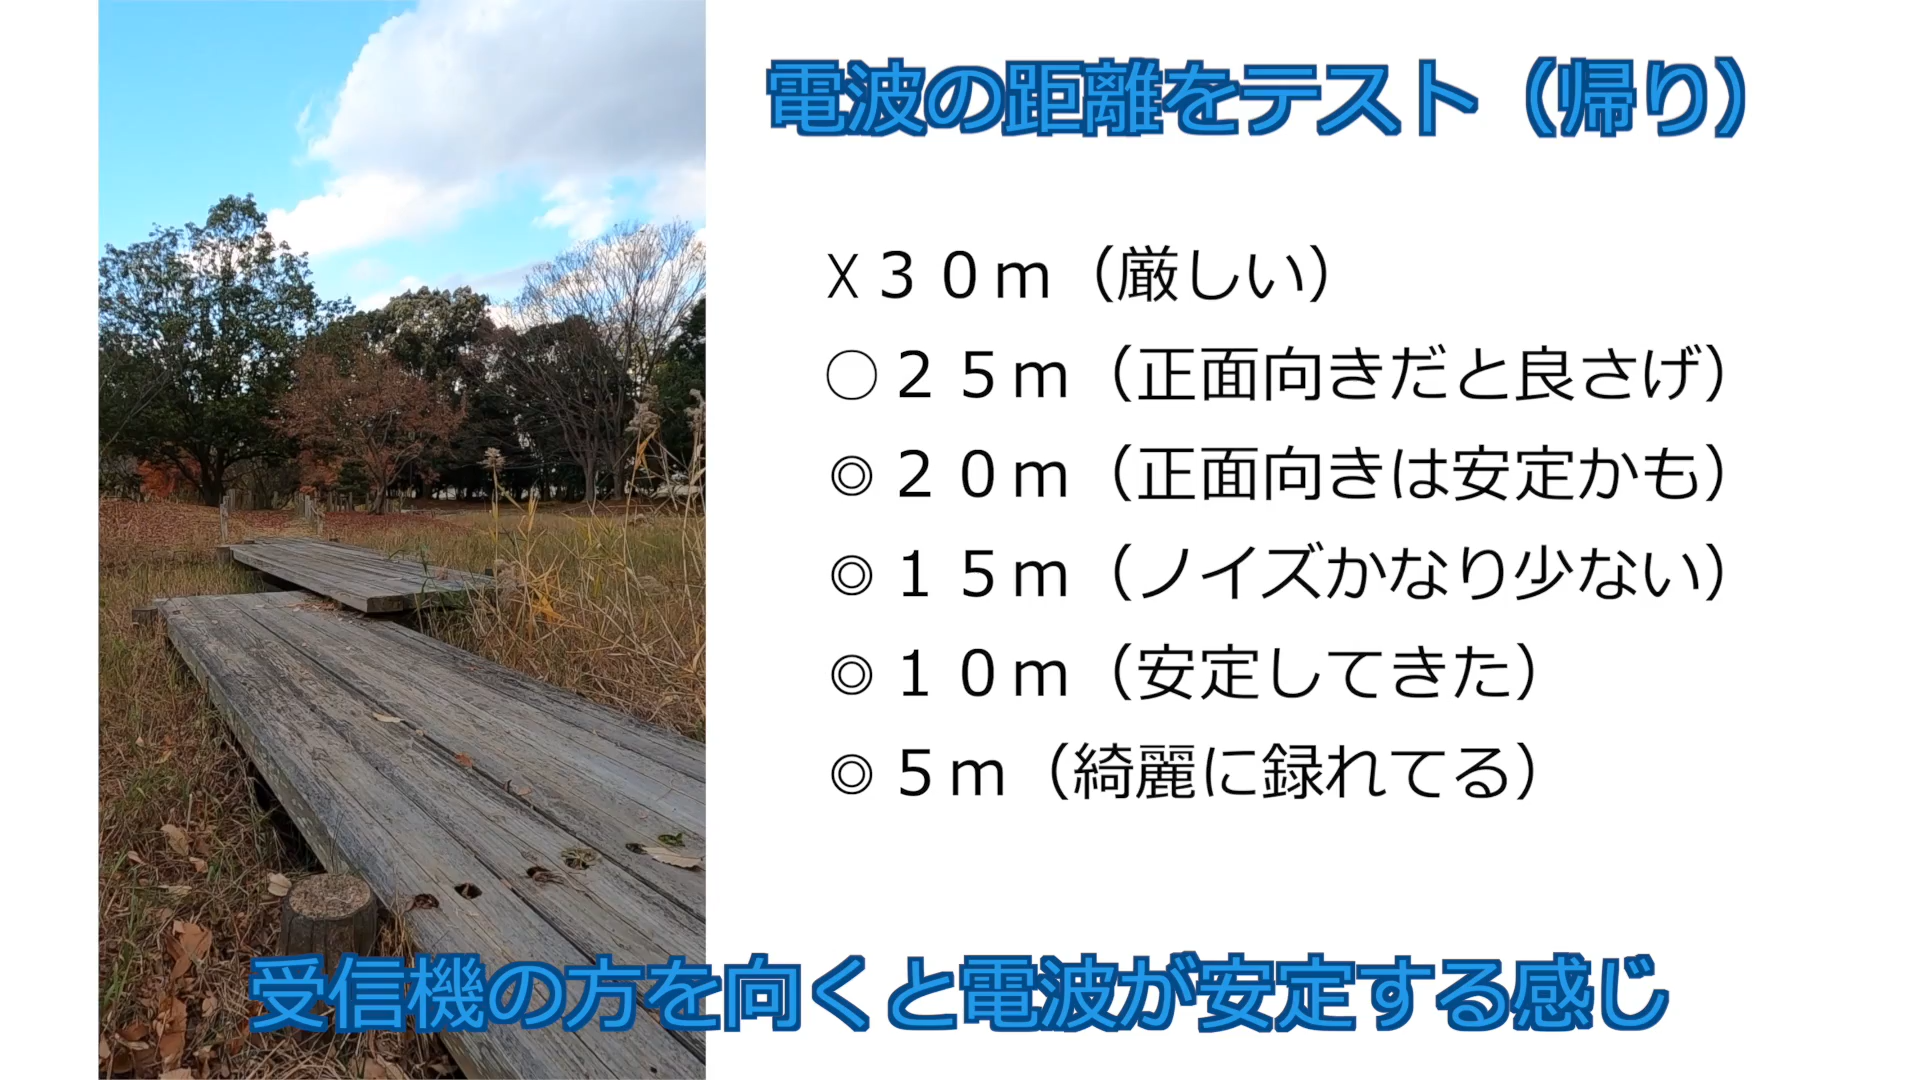 電波の距離をテスト（帰り）
X３０ｍ（厳しい）
○２５ｍ（正面向きだと良さげ）
◎２０ｍ（正面向きは安定かも）
◎１５ｍ（ノイズかなり少ない）
◎１０ｍ（安定してきた）
◎５ｍ（綺麗に録れてる）
受信機の方を向くと電波が安定する感じ